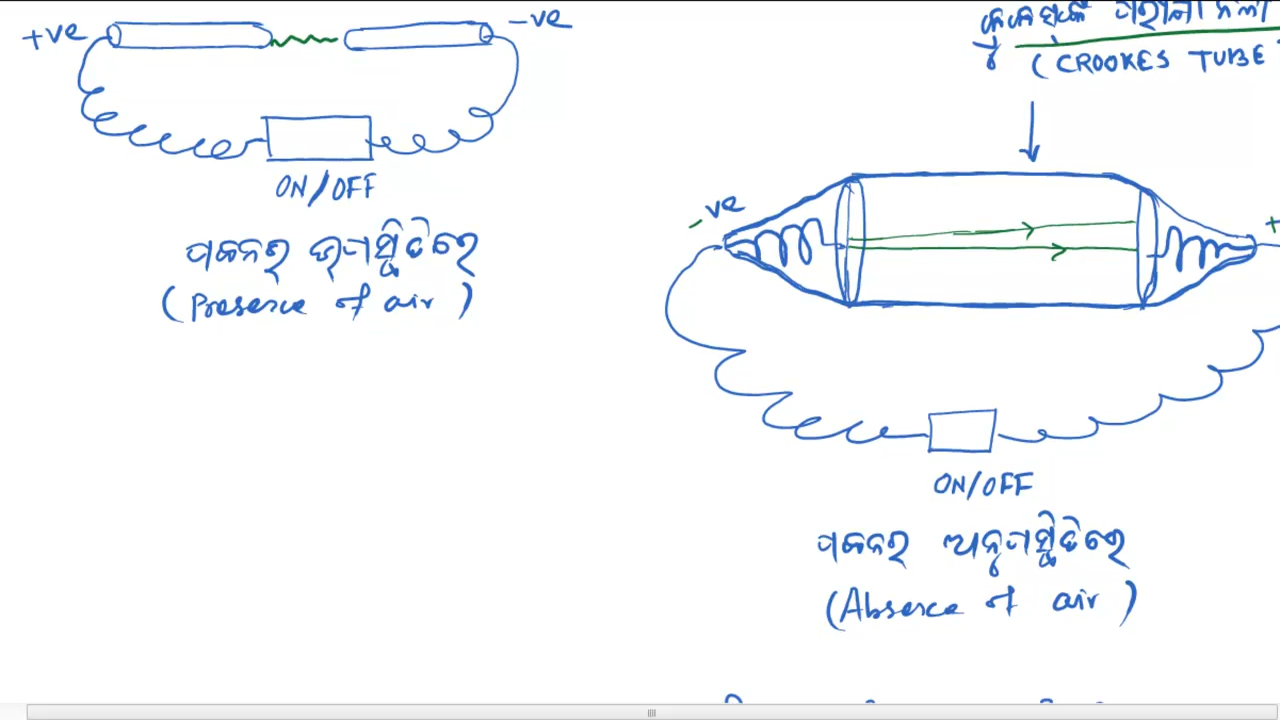 +ve
-ve
ON/OFF
ପବନର ଉପସ୍ଥିତିରେ
(Presence of air)
(CROOKES TUBE
-ve
+
ON/OFF
ପବନର ଅନୁପସ୍ଥିତିରେ
(Absence of air)